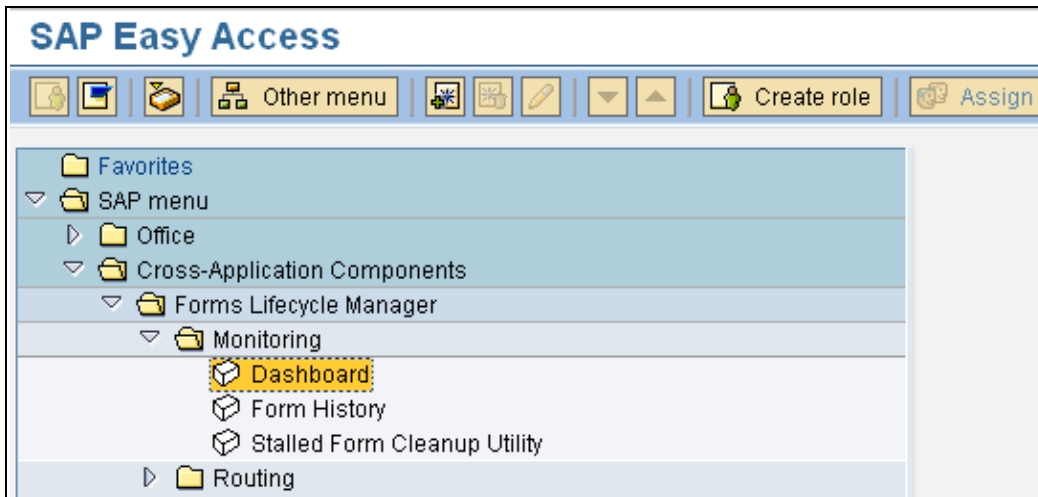 SAP Easy Access
Other menu Create role Assign
Favorites
SAP menu
Office
Cross-Application Components
Forms Lifecycle Manager
Monitoring
Dashboard
Form History
Stalled Form Cleanup Utility
Routing